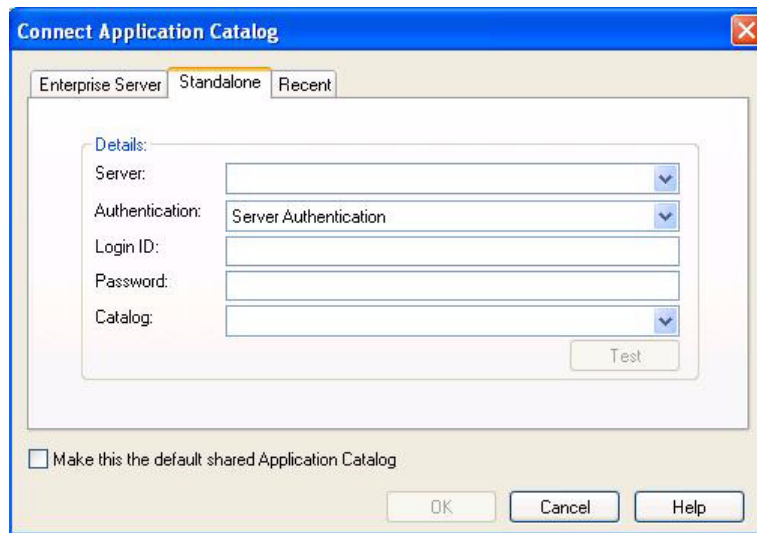 Connect Application Catalog
Enterprise Server Standalone Recent
Details:
Server:
Authentication: Server Authentication
Login ID:
Password:
Catalog:
Test
Make this the default shared Application Catalog
OK Cancel Help